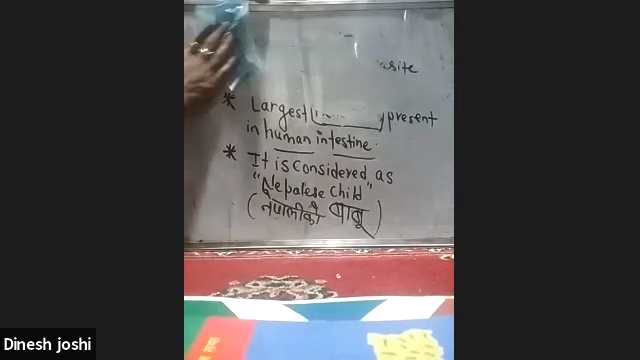 asite
* Largest present
in human intestine.
* It is considered as
"Nepalese child"
(नेपालीको बाबू)
Dinesh joshi